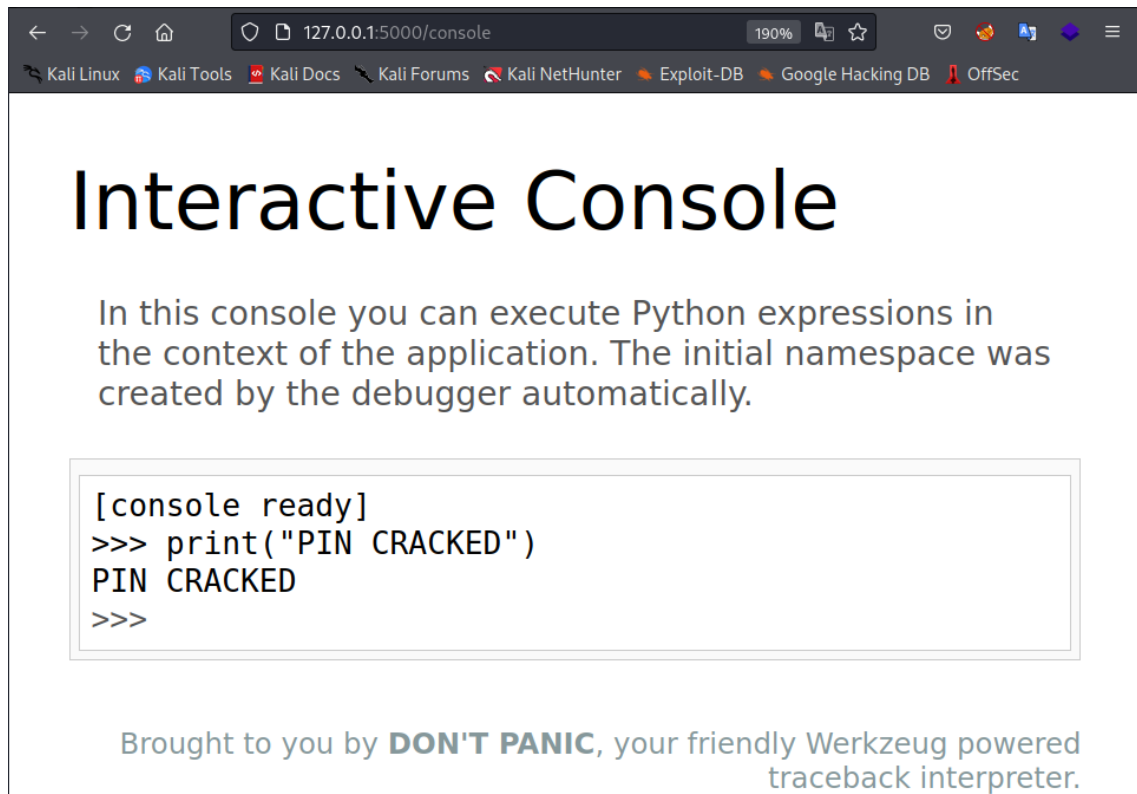 127.0.0.1:5000/console
190%
Kali Linux Kali Tools Kali Docs Kali Forums Kali NetHunter Exploit-DB Google Hacking DB OffSec
Interactive Console
In this console you can execute Python expressions in
the context of the application. The initial namespace was
created by the debugger automatically.
[console ready]
>>> print("PIN CRACKED")
PIN CRACKED
>>>
Brought to you by DON'T PANIC, your friendly Werkzeug powered
traceback interpreter.